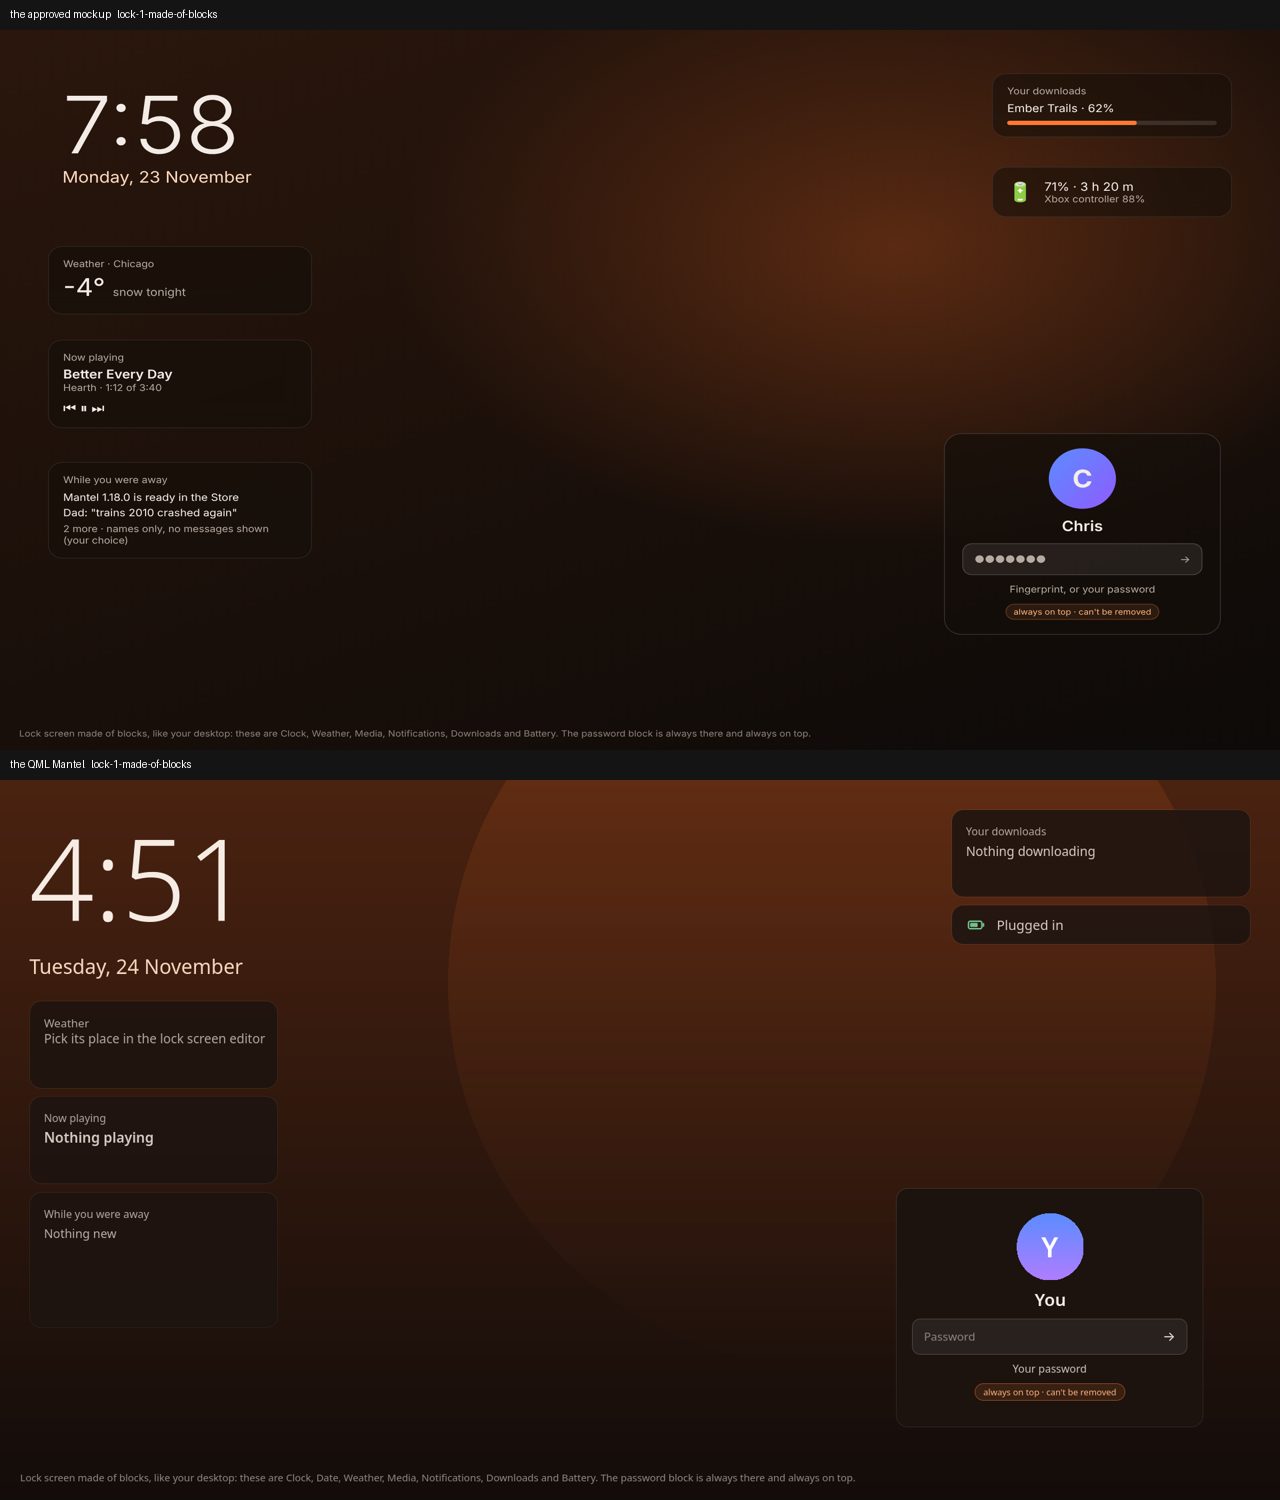 the approved mockup lock-1-made-of-blocks
7:58
Monday, 23 November
Your downloads
Ember Trails · 62%
71% · 3 h 20 m
Xbox controller 88%
Weather · Chicago
-4° snow tonight
Now playing
Better Every Day
Hearth · 1:12 of 3:40
While you were away
Mantel 1.18.0 is ready in the Store
Dad: "trains 2010 crashed again"
2 more · names only, no messages shown
(your choice)
C
Chris
Fingerprint, or your password
always on top · can't be removed
Lock screen made of blocks, like your desktop: these are Clock, Weather, Media, Notifications, Downloads and Battery. The password block is always there and always on top.
the QML Mantel lock-1-made-of-blocks
4:51
Tuesday, 24 November
Your downloads
Nothing downloading
Plugged in
Weather
Pick its place in the lock screen editor
Now playing
Nothing playing
While you were away
Nothing new
Y
You
Password
Your password
always on top · can't be removed
Lock screen made of blocks, like your desktop: these are Clock, Date, Weather, Media, Notifications, Downloads and Battery. The password block is always there and always on top.